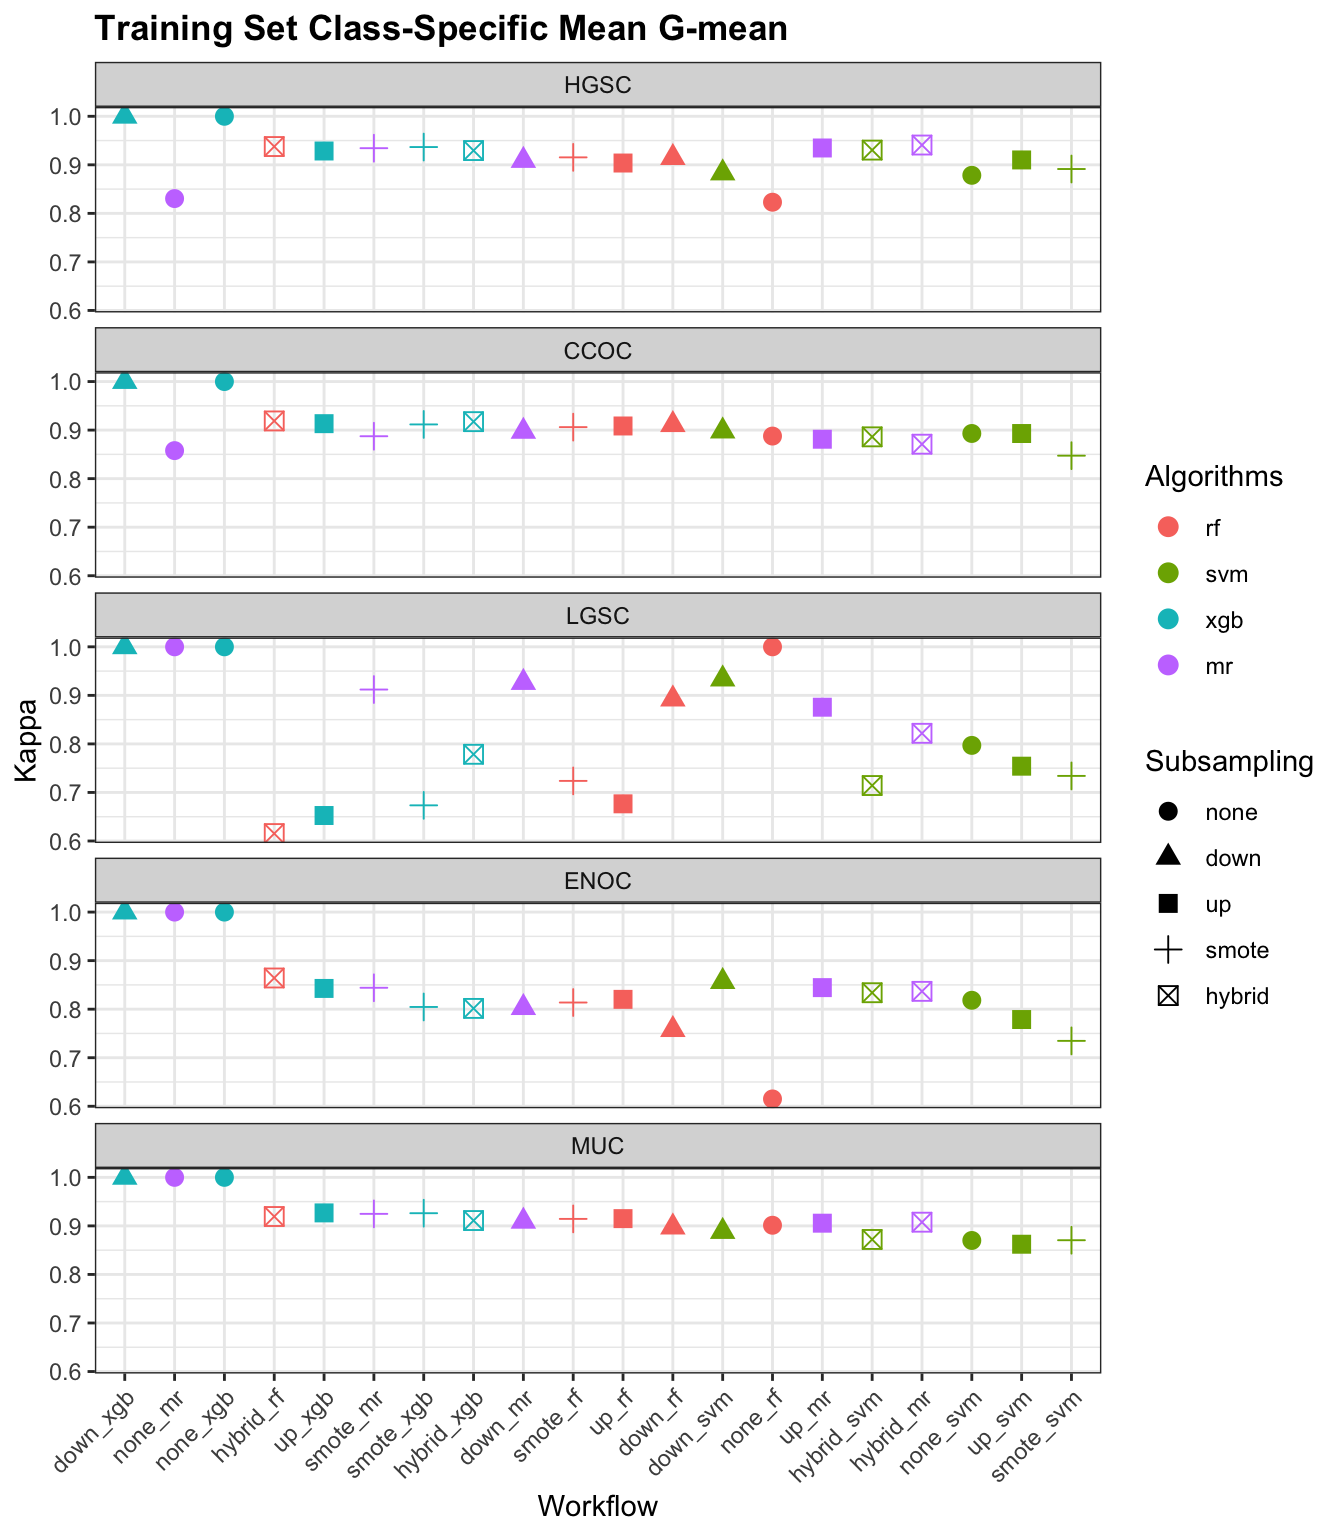 Training Set Class-Specific Mean G-mean
HGSC
1.0
0.9
0.8
0.7
0.6
CCOC
1.0
0.9
0.8
0.7
0.6
LGSC
1.0
0.9
0.8
0.7
0.6
ENOC
1.0
0.9
0.8
0.7
0.6
MUC
1.0
0.9
0.8
0.7
0.6
Kappa
down_xgb
none_mr
none_xgb
hybrid_rf
up_xgb
smote_mr
smote_xgb
hybrid_xgb
down_mr
smote_rf
up_rf
down_rf
down_svm
none_rf
up_mr
hybrid_svm
hybrid_mr
none_svm
up_svm
smote_svm
Workflow
Algorithms
rf
svm
xgb
mr
Subsampling
none
down
up
smote
hybrid